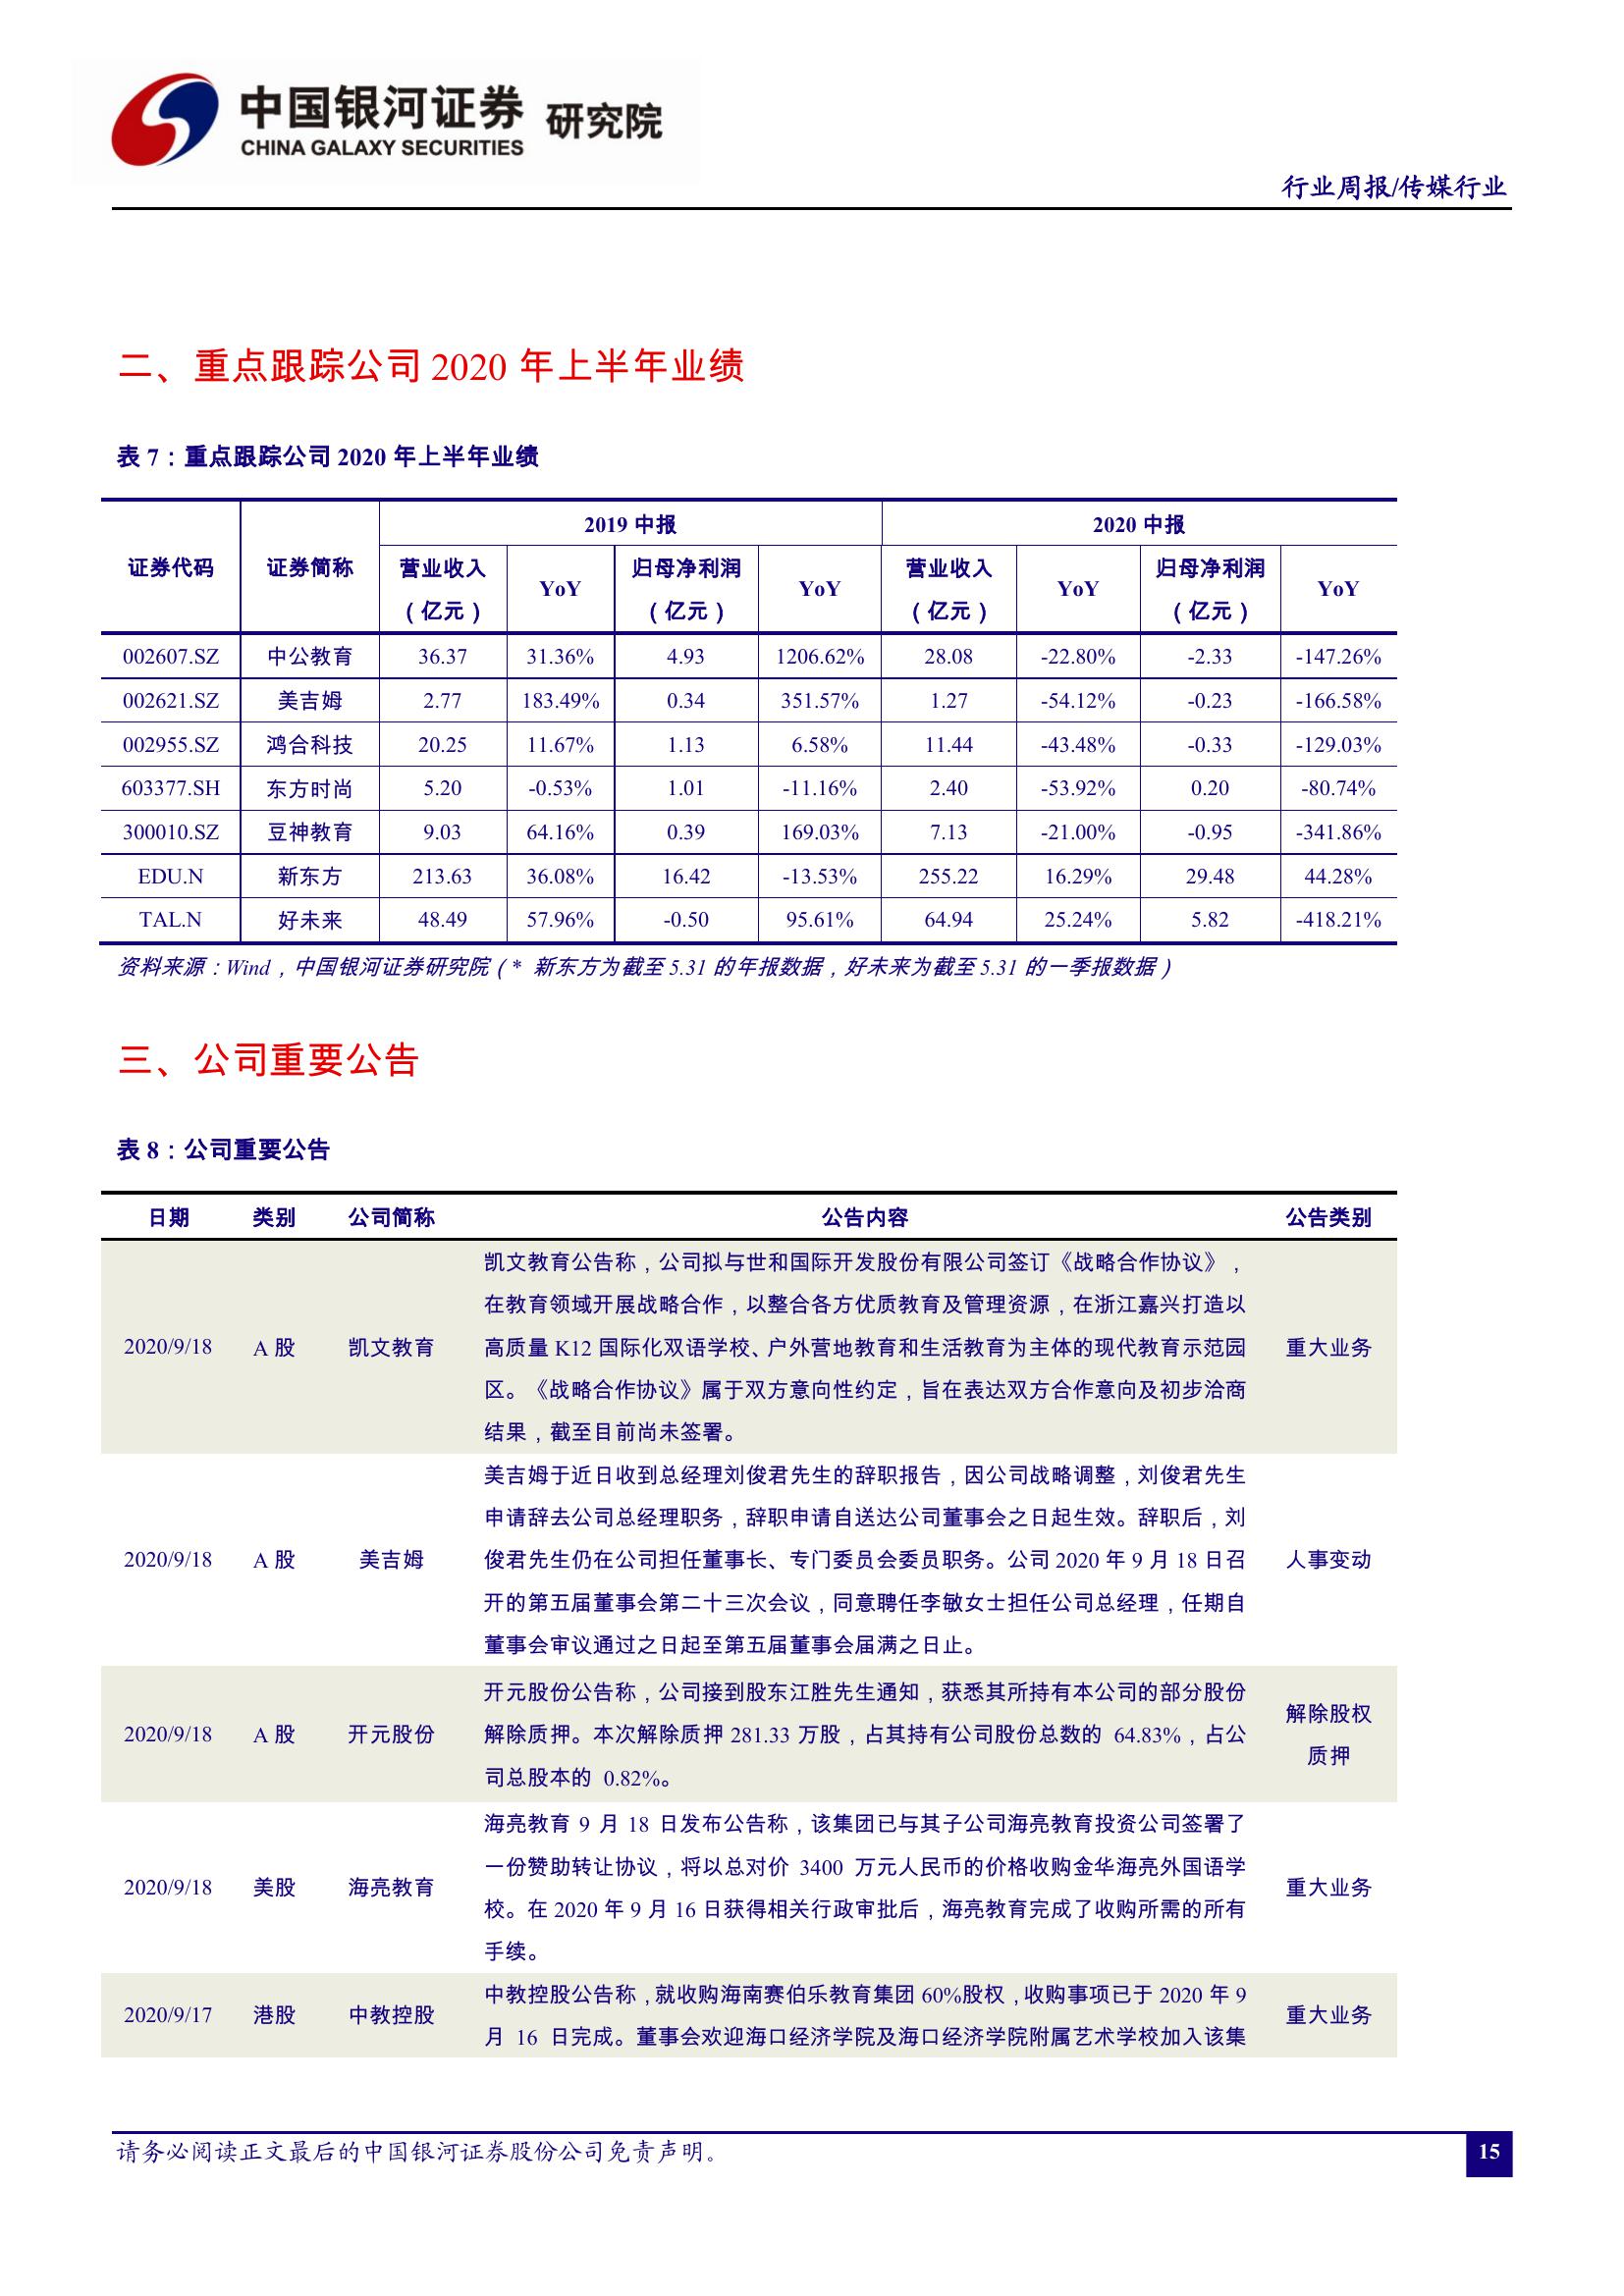 中国银河证券 研究院
CHINA GALAXY SECURITIES
行业周报/传媒行业
二、重点跟踪公司 2020 年上半年业绩
表 7：重点跟踪公司 2020 年上半年业绩
证券代码 证券简称 2019 中报 2020 中报
营业收入（亿元） YoY 归母净利润（亿元） YoY 营业收入（亿元） YoY 归母净利润（亿元） YoY
002607.SZ 中公教育 36.37 31.36% 4.93 1206.62% 28.08 -22.80% -2.33 -147.26%
002621.SZ 美吉姆 2.77 183.49% 0.34 351.57% 1.27 -54.12% -0.23 -166.58%
002955.SZ 鸿合科技 20.25 11.67% 1.13 6.58% 11.44 -43.48% -0.33 -129.03%
603377.SH 东方时尚 5.20 -0.53% 1.01 -11.16% 2.40 -53.92% 0.20 -80.74%
300010.SZ 豆神教育 9.03 64.16% 0.39 169.03% 7.13 -21.00% -0.95 -341.86%
EDU.N 新东方 213.63 36.08% 16.42 -13.53% 255.22 16.29% 29.48 44.28%
TAL.N 好未来 48.49 57.96% -0.50 95.61% 64.94 25.24% 5.82 -418.21%
资料来源：Wind，中国银河证券研究院（* 新东方为截至 5.31 的年报数据，好未来为截至 5.31 的一季报数据）
三、公司重要公告
表 8：公司重要公告
日期 类别 公司简称 公告内容 公告类别
凯文教育公告称，公司拟与世和国际开发股份有限公司签订《战略合作协议》，
在教育领域开展战略合作，以整合各方优质教育及管理资源，在浙江嘉兴打造以
2020/9/18 A 股 凯文教育 高质量 K12 国际化双语学校、户外营地教育和生活教育为主体的现代教育示范园 重大业务
区。《战略合作协议》属于双方意向性约定，旨在表达双方合作意向及初步洽商
结果，截至目前尚未签署。
美吉姆于近日收到总经理刘俊君先生的辞职报告，因公司战略调整，刘俊君先生
申请辞去公司总经理职务，辞职申请自送达公司董事会之日起生效。辞职后，刘
2020/9/18 A 股 美吉姆 俊君先生仍在公司担任董事长、专门委员会委员职务。公司 2020 年 9 月 18 日召 人事变动
开的第五届董事会第二十三次会议，同意聘任李敏女士担任公司总经理，任期自
董事会审议通过之日起至第五届董事会届满之日止。
开元股份公告称，公司接到股东江胜先生通知，获悉其所持有本公司的部分股份
2020/9/18 A 股 开元股份 解除质押。本次解除质押 281.33 万股，占其持有公司股份总数的 64.83%，占公 解除股权质押
司总股本的 0.82%。
海亮教育 9 月 18 日发布公告称，该集团已与其子公司海亮教育投资公司签署了
一份赞助转让协议，将以总对价 3400 万元人民币的价格收购金华海亮外国语学
2020/9/18 美股 海亮教育 校。在 2020 年 9 月 16 日获得相关行政审批后，海亮教育完成了收购所需的所有 重大业务
手续。
中教控股公告称，就收购海南赛伯乐教育集团 60%股权，收购事项已于 2020 年 9
2020/9/17 港股 中教控股 月 16 日完成。董事会欢迎海口经济学院及海口经济学院附属艺术学校加入该集 重大业务
请务必阅读正文最后的中国银河证券股份公司免责声明。
15